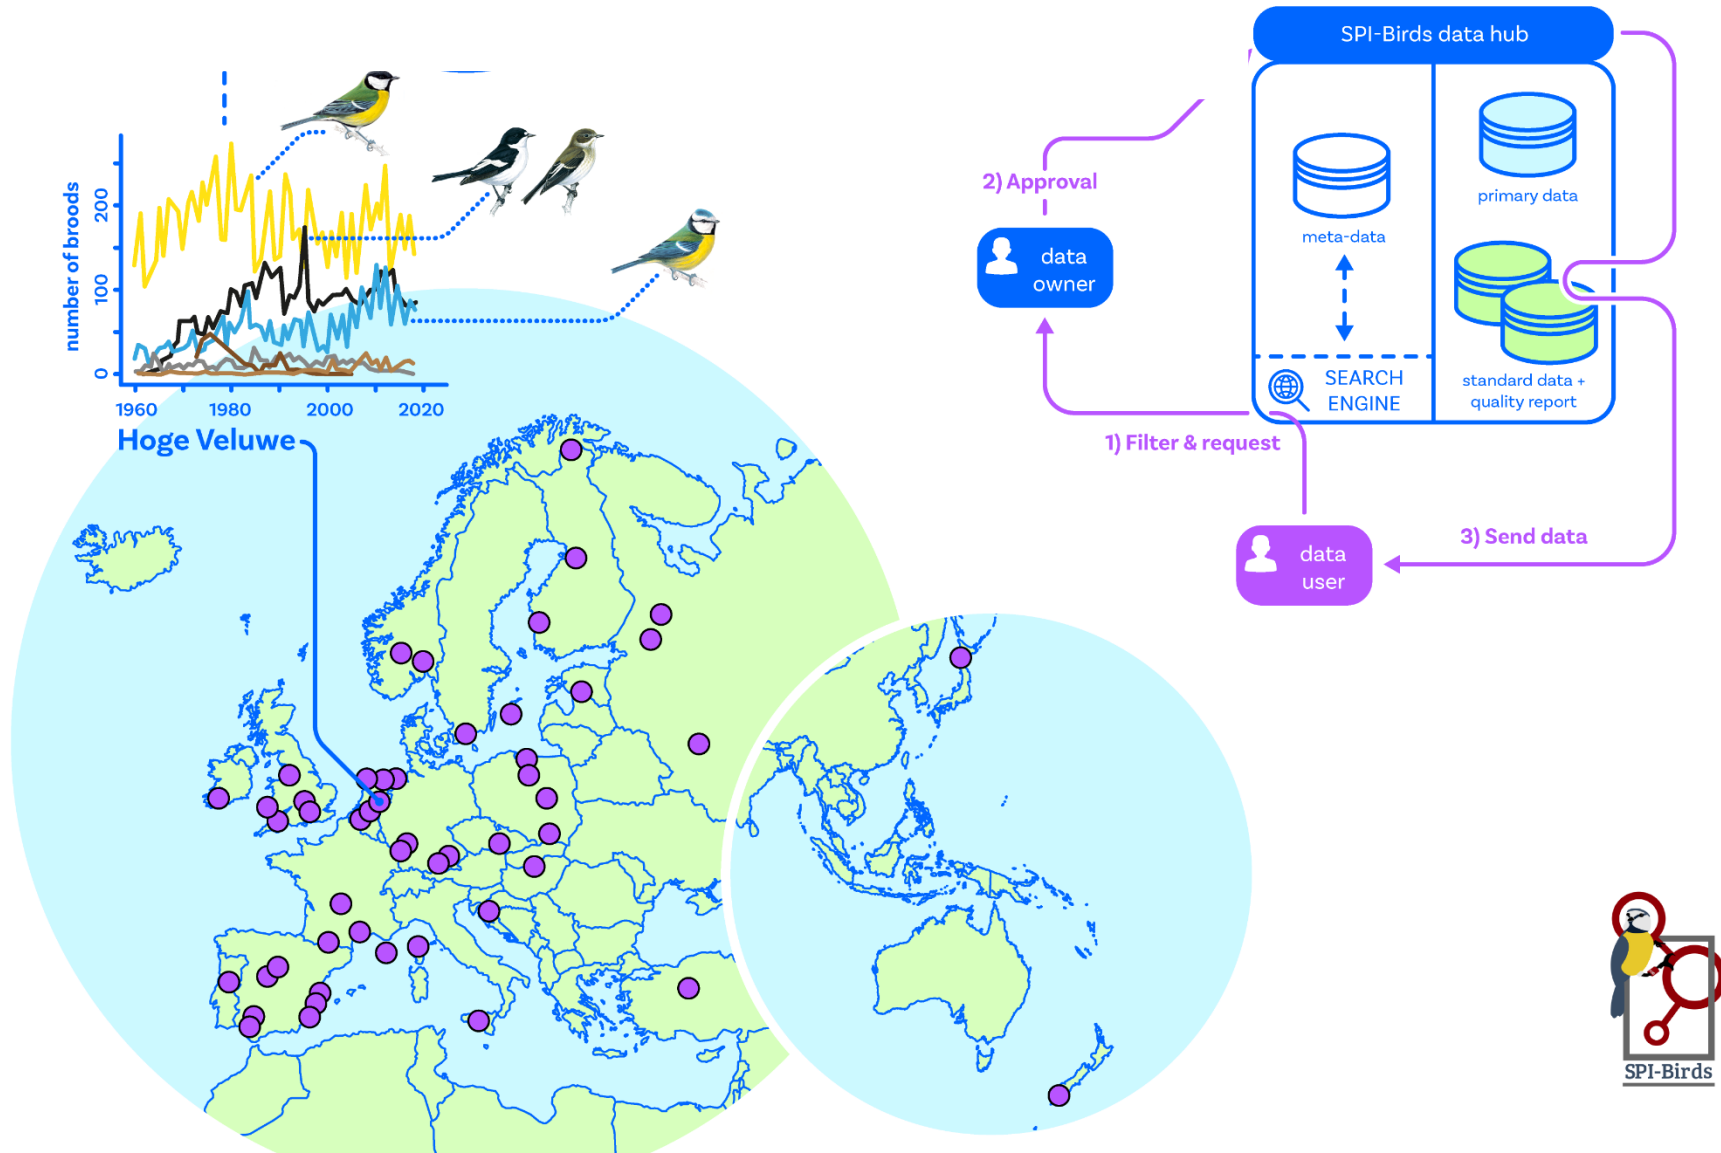 number of broods
200
100
0
1960
1980
2000
2020
Hoge Veluwe
SPI-Birds data hub
meta-data
primary data
SEARCH
ENGINE
standard data +
quality report
2) Approval
data
owner
1) Filter & request
3) Send data
data
user
SPI-Birds